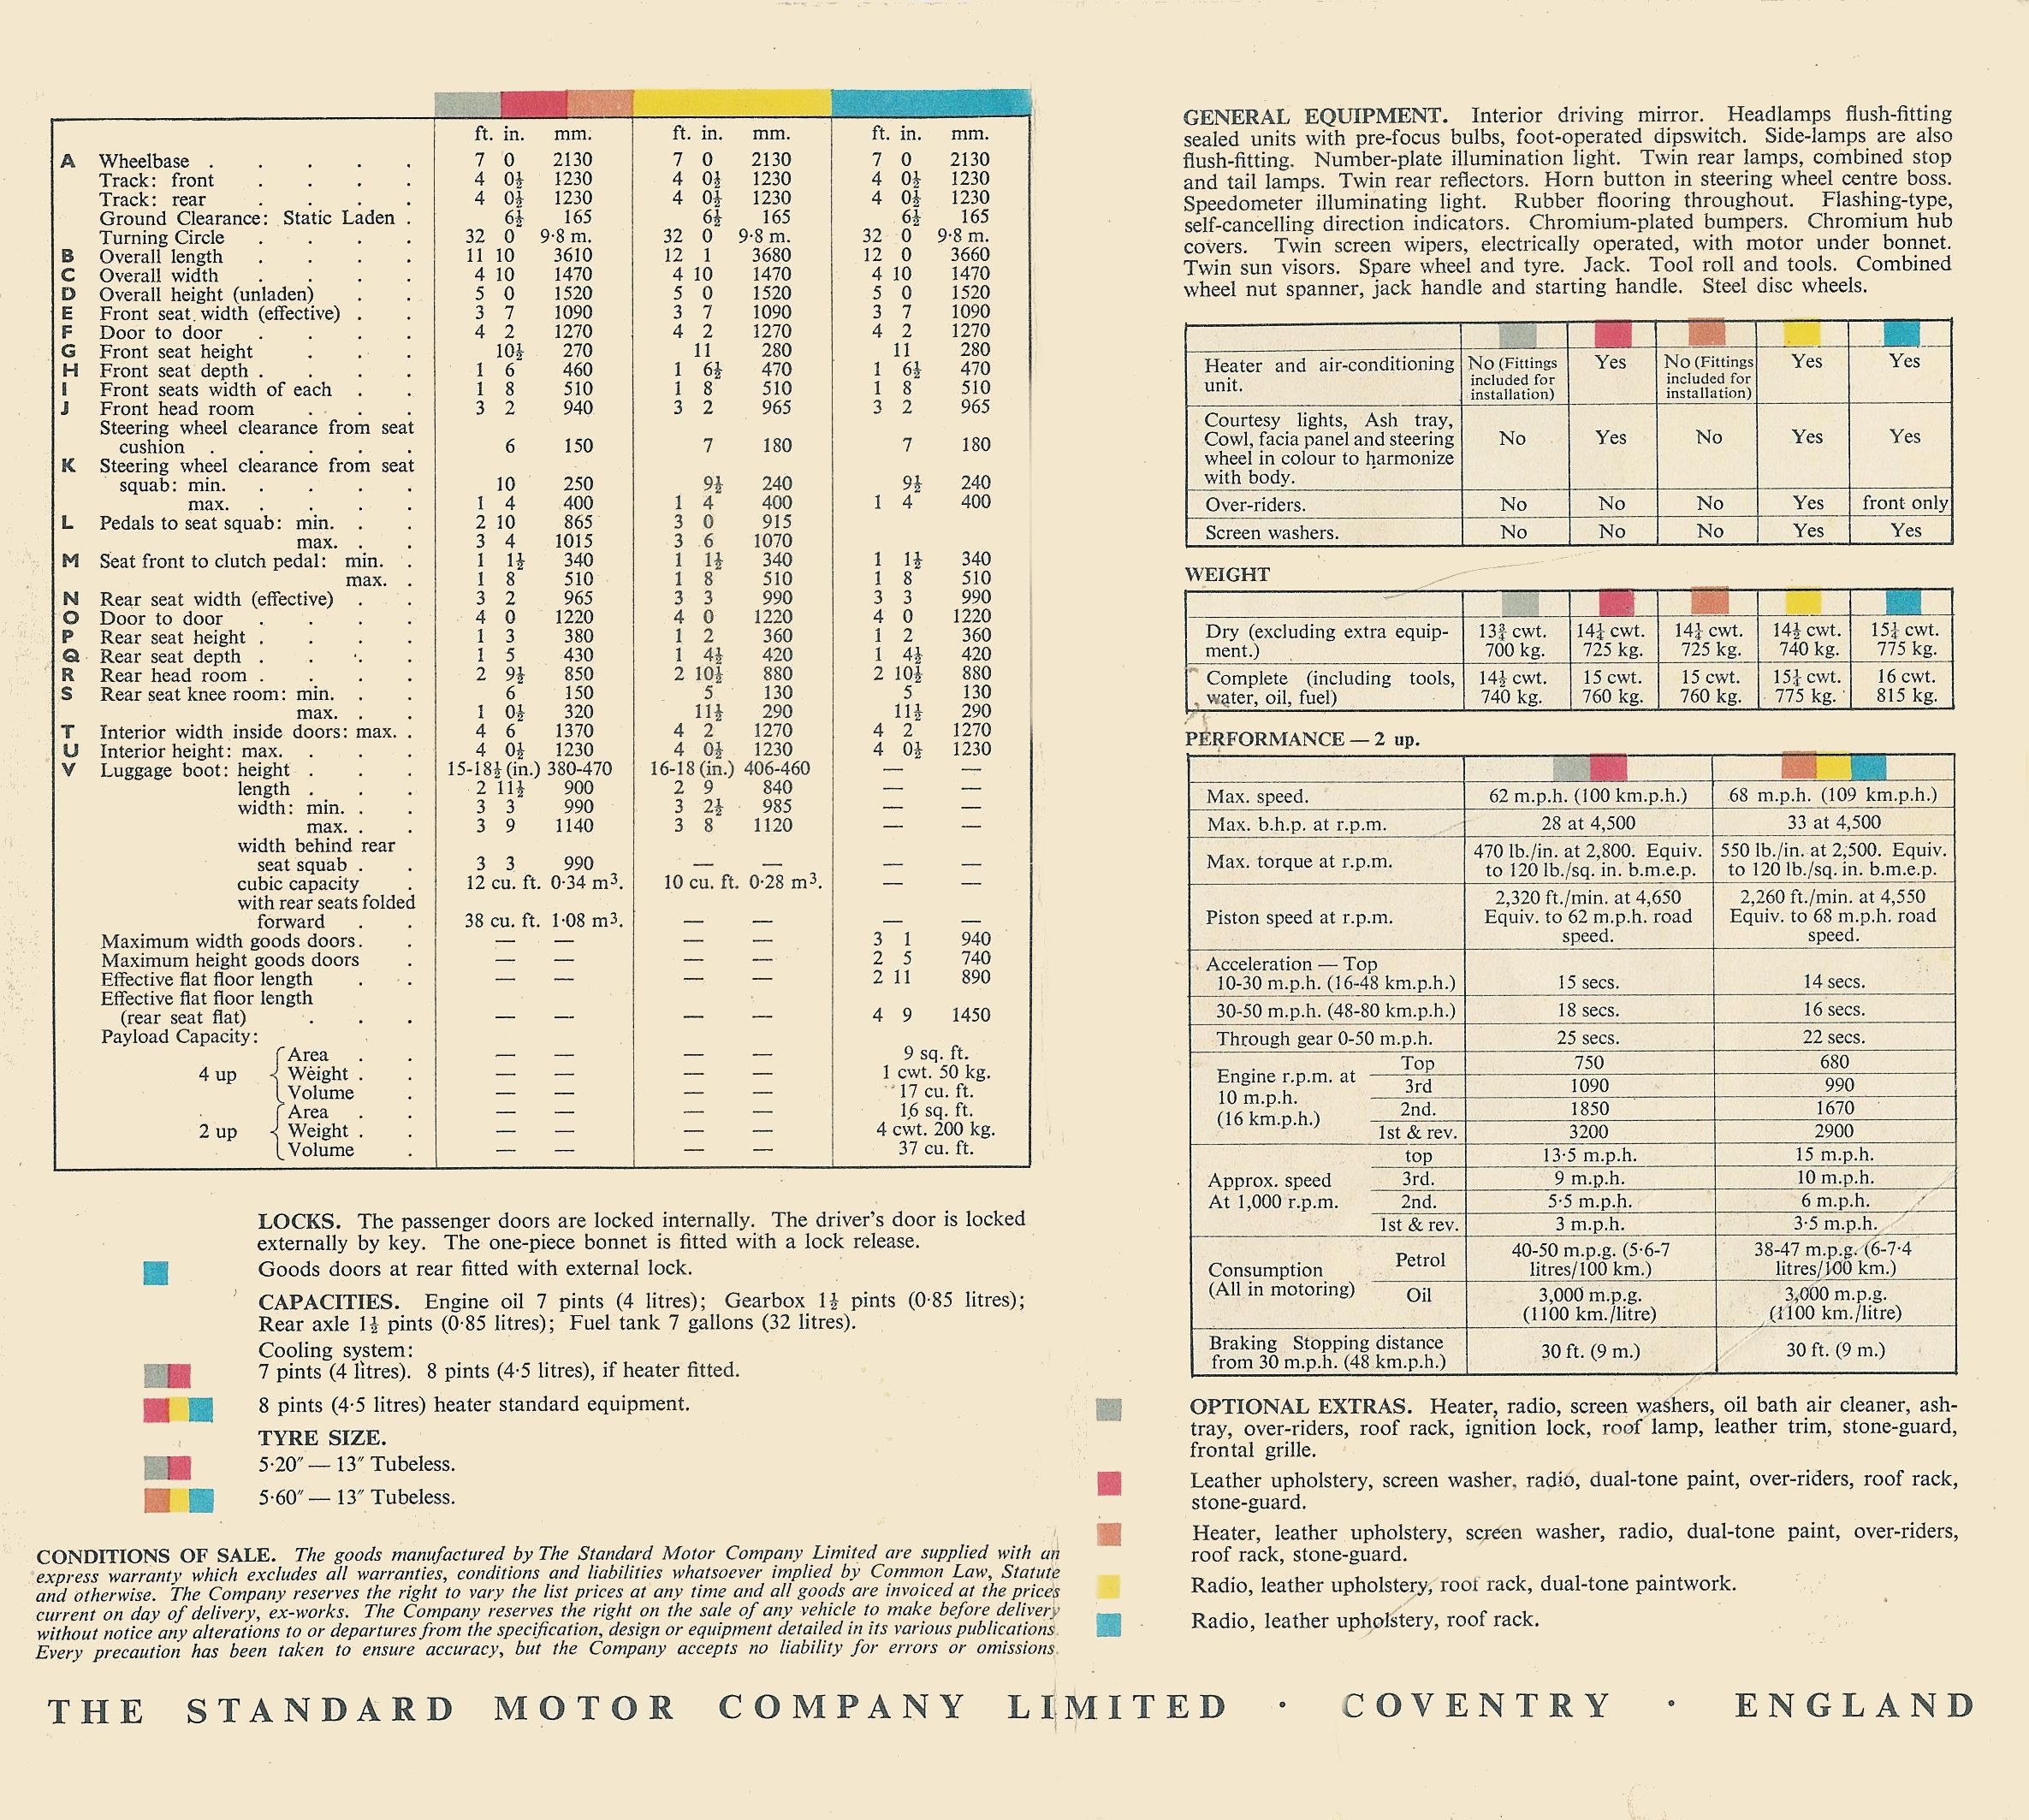 ft. in. mm. ft. in. mm. ft. in. mm.
A Wheelbase . . . . . 7 0 2130 7 0 2130 7 0 2130
Track: front . . . . 4 0½ 1230 4 0½ 1230 4 0½ 1230
Track: rear . . . . 4 0½ 1230 4 0½ 1230 4 0½ 1230
Ground Clearance: Static Laden . 6½ 165 6½ 165 6½ 165
Turning Circle . . . . 32 0 9·8 m. 32 0 9·8 m. 32 0 9·8 m.
B Overall length . . . . 11 10 3610 12 1 3680 12 0 3660
C Overall width . . . . 4 10 1470 4 10 1470 4 10 1470
D Overall height (unladen) . . 5 0 1520 5 0 1520 5 0 1520
E Front seat width (effective) . . 3 7 1090 3 7 1090 3 7 1090
F Door to door . . . . 4 2 1270 4 2 1270 4 2 1270
G Front seat height . . . 10½ 270 11 280 11 280
H Front seat depth . . . . 1 6 460 1 6½ 470 1 6½ 470
I Front seats width of each . . 1 8 510 1 8 510 1 8 510
J Front head room . . . 3 2 940 3 2 965 3 2 965
Steering wheel clearance from seat
cushion . . . . . 6 150 7 180 7 180
K Steering wheel clearance from seat
squab: min. . . . . 10 250 9½ 240 9½ 240
max. . . . . 1 4 400 1 4 400 1 4 400
L Pedals to seat squab: min. . . 2 10 865 3 0 915
max. . . 3 4 1015 3 6 1070
M Seat front to clutch pedal: min. . 1 1½ 340 1 1½ 340 1 1½ 340
max. . 1 8 510 1 8 510 1 8 510
N Rear seat width (effective) . . 3 2 965 3 3 990 3 3 990
O Door to door . . . . 4 0 1220 4 0 1220 4 0 1220
P Rear seat height . . . . 1 3 380 1 2 360 1 2 360
Q Rear seat depth . . . . 1 5 430 1 4½ 420 1 4½ 420
R Rear head room . . . . 2 9½ 850 2 10½ 880 2 10½ 880
S Rear seat knee room: min. . . 6 150 5 130 5 130
max. . . 1 0½ 320 11½ 290 11½ 290
T Interior width inside doors: max. . 4 6 1370 4 2 1270 4 2 1270
U Interior height: max. . . . 4 0½ 1230 4 0½ 1230 4 0½ 1230
V Luggage boot: height . . . 15-18½ (in.) 380-470 16-18 (in.) 406-460 — —
length . . . 2 11½ 900 2 9 840 — —
width: min. . . 3 3 990 3 2½ 985 — —
max. . . 3 9 1140 3 8 1120 — —
width behind rear
seat squab . . 3 3 990 — — — —
cubic capacity . 12 cu. ft. 0·34 m³. 10 cu. ft. 0·28 m³. — —
with rear seats folded
forward . . 38 cu. ft. 1·08 m³. — — — —
Maximum width goods doors . . — — — — 3 1 940
Maximum height goods doors . — — — — 2 5 740
Effective flat floor length . . — — — — 2 11 890
Effective flat floor length
(rear seat flat) . . . — — — — 4 9 1450
Payload Capacity:
Area . . — — — — 9 sq. ft.
4 up Weight . . — — — — 1 cwt. 50 kg.
Volume . — — — — 17 cu. ft.
Area . . — — — — 16 sq. ft.
2 up Weight . . — — — — 4 cwt. 200 kg.
Volume . — — — — 37 cu. ft.
LOCKS. The passenger doors are locked internally. The driver's door is locked
externally by key. The one-piece bonnet is fitted with a lock release.
Goods doors at rear fitted with external lock.
CAPACITIES. Engine oil 7 pints (4 litres); Gearbox 1½ pints (0·85 litres);
Rear axle 1½ pints (0·85 litres); Fuel tank 7 gallons (32 litres).
Cooling system:
7 pints (4 litres). 8 pints (4·5 litres), if heater fitted.
8 pints (4·5 litres) heater standard equipment.
TYRE SIZE.
5·20″ — 13″ Tubeless.
5·60″ — 13″ Tubeless.
CONDITIONS OF SALE. The goods manufactured by The Standard Motor Company Limited are supplied with an
express warranty which excludes all warranties, conditions and liabilities whatsoever implied by Common Law, Statute
and otherwise. The Company reserves the right to vary the list prices at any time and all goods are invoiced at the prices
current on day of delivery, ex-works. The Company reserves the right on the sale of any vehicle to make before delivery
without notice any alterations to or departures from the specification, design or equipment detailed in its various publications.
Every precaution has been taken to ensure accuracy, but the Company accepts no liability for errors or omissions.
GENERAL EQUIPMENT. Interior driving mirror. Headlamps flush-fitting
sealed units with pre-focus bulbs, foot-operated dipswitch. Side-lamps are also
flush-fitting. Number-plate illumination light. Twin rear lamps, combined stop
and tail lamps. Twin rear reflectors. Horn button in steering wheel centre boss.
Speedometer illuminating light. Rubber flooring throughout. Flashing-type,
self-cancelling direction indicators. Chromium-plated bumpers. Chromium hub
covers. Twin screen wipers, electrically operated, with motor under bonnet.
Twin sun visors. Spare wheel and tyre. Jack. Tool roll and tools. Combined
wheel nut spanner, jack handle and starting handle. Steel disc wheels.
Heater and air-conditioning No (Fittings Yes No (Fittings Yes Yes
unit. included for included for
installation) installation)
Courtesy lights, Ash tray,
Cowl, facia panel and steering No Yes No Yes Yes
wheel in colour to harmonize
with body.
Over-riders. No No No Yes front only
Screen washers. No No No Yes Yes
WEIGHT
Dry (excluding extra equip- 13¾ cwt. 14¼ cwt. 14¼ cwt. 14½ cwt. 15¼ cwt.
ment.) 700 kg. 725 kg. 725 kg. 740 kg. 775 kg.
Complete (including tools, 14½ cwt. 15 cwt. 15 cwt. 15¼ cwt. 16 cwt.
water, oil, fuel) 740 kg. 760 kg. 760 kg. 775 kg. 815 kg.
PERFORMANCE — 2 up.
Max. speed. 62 m.p.h. (100 km.p.h.) 68 m.p.h. (109 km.p.h.)
Max. b.h.p. at r.p.m. 28 at 4,500 33 at 4,500
Max. torque at r.p.m. 470 lb./in. at 2,800. Equiv. 550 lb./in. at 2,500. Equiv.
to 120 lb./sq. in. b.m.e.p. to 120 lb./sq. in. b.m.e.p.
2,320 ft./min. at 4,650 2,260 ft./min. at 4,550
Piston speed at r.p.m. Equiv. to 62 m.p.h. road Equiv. to 68 m.p.h. road
speed. speed.
Acceleration — Top
10-30 m.p.h. (16-48 km.p.h.) 15 secs. 14 secs.
30-50 m.p.h. (48-80 km.p.h.) 18 secs. 16 secs.
Through gear 0-50 m.p.h. 25 secs. 22 secs.
Engine r.p.m. at Top 750 680
10 m.p.h. 3rd 1090 990
(16 km.p.h.) 2nd. 1850 1670
1st & rev. 3200 2900
top 13·5 m.p.h. 15 m.p.h.
Approx. speed 3rd. 9 m.p.h. 10 m.p.h.
At 1,000 r.p.m. 2nd. 5·5 m.p.h. 6 m.p.h.
1st & rev. 3 m.p.h. 3·5 m.p.h.
Consumption Petrol 40-50 m.p.g. (5·6-7 38-47 m.p.g. (6-7·4
(All in motoring) litres/100 km.) litres/100 km.)
Oil 3,000 m.p.g. 3,000 m.p.g.
(1100 km./litre) (1100 km./litre)
Braking Stopping distance 30 ft. (9 m.) 30 ft. (9 m.)
from 30 m.p.h. (48 km.p.h.)
OPTIONAL EXTRAS. Heater, radio, screen washers, oil bath air cleaner, ash-
tray, over-riders, roof rack, ignition lock, roof lamp, leather trim, stone-guard,
frontal grille.
Leather upholstery, screen washer, radio, dual-tone paint, over-riders, roof rack,
stone-guard.
Heater, leather upholstery, screen washer, radio, dual-tone paint, over-riders,
roof rack, stone-guard.
Radio, leather upholstery, roof rack, dual-tone paintwork.
Radio, leather upholstery, roof rack.
THE STANDARD MOTOR COMPANY LIMITED · COVENTRY · ENGLAND